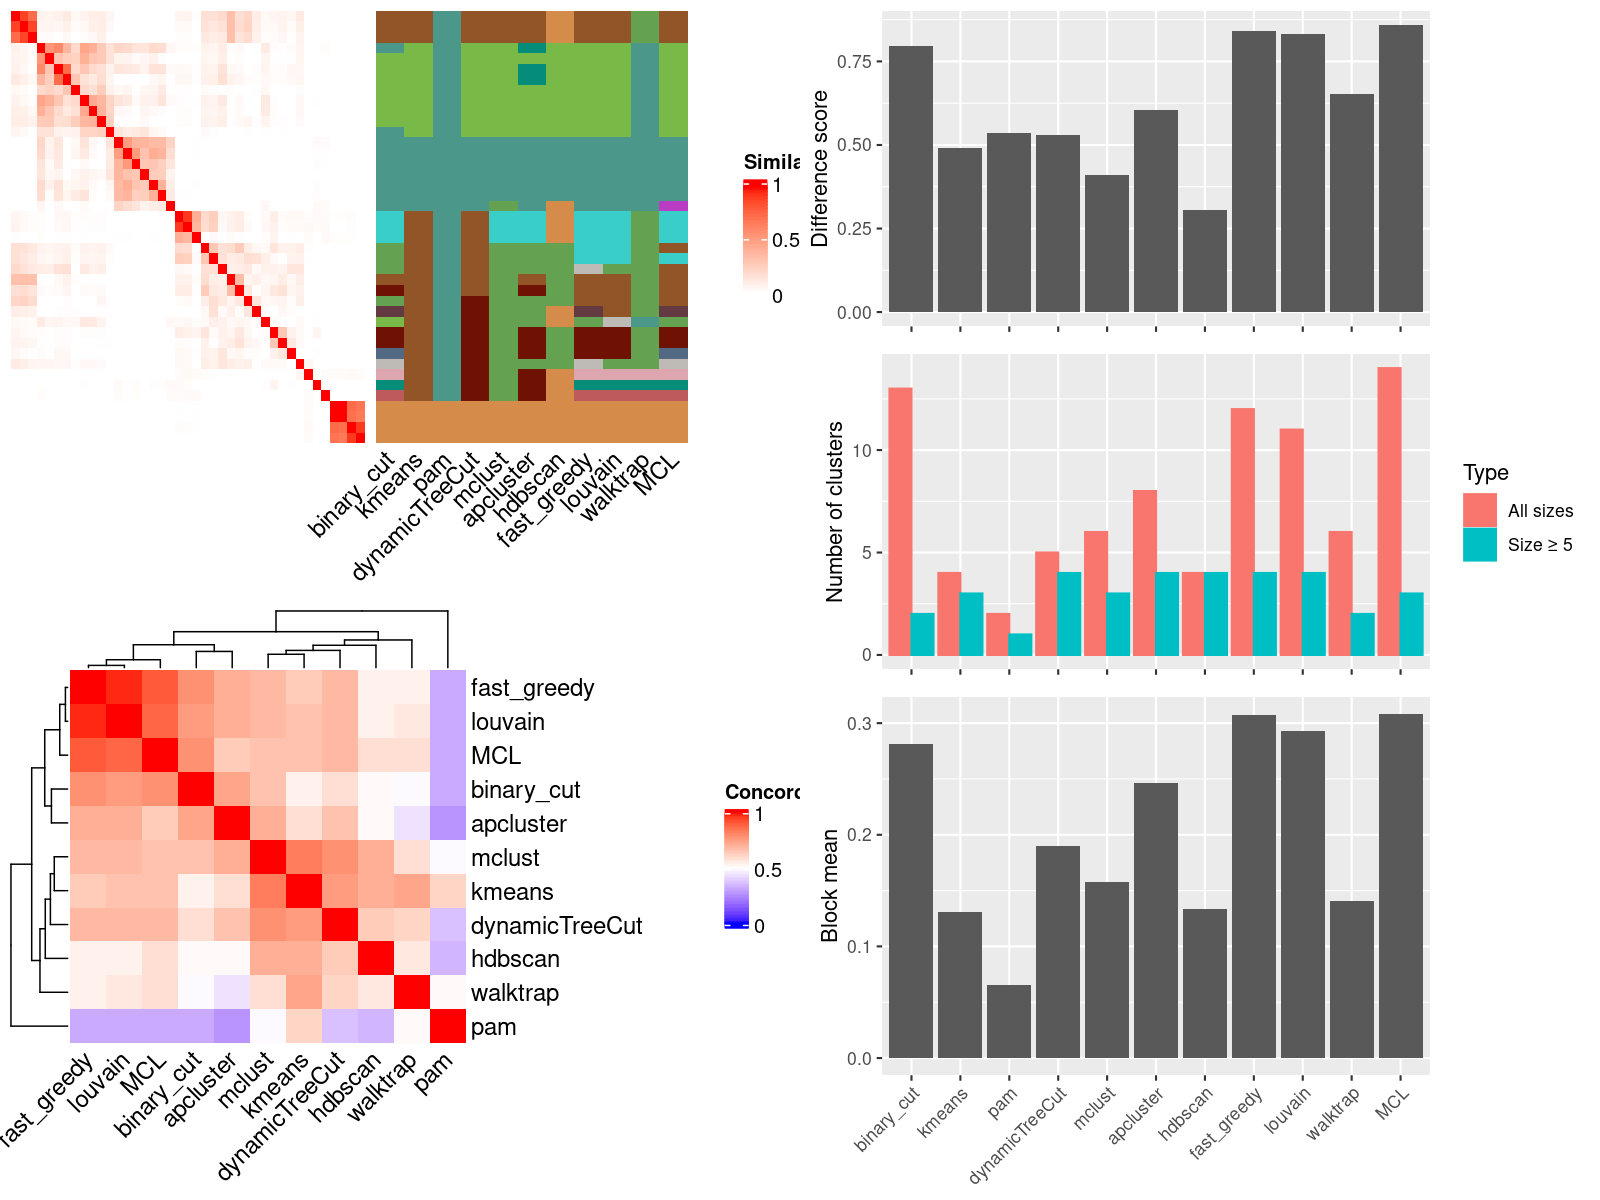 Simila
1
0.5
0
binary_cut
kmeans
pam
dynamicTreeCut
mclust
apcluster
hdbscan
fast_greedy
louvain
walktrap
MCL
Difference score
0.75
0.50
0.25
0.00
Number of clusters
10
5
0
Type
All sizes
Size ≥ 5
fast_greedy
louvain
MCL
binary_cut
apcluster
mclust
kmeans
dynamicTreeCut
hdbscan
walktrap
pam
Concord
1
0.5
0
fast_greedy
louvain
MCL
binary_cut
apcluster
mclust
kmeans
dynamicTreeCut
hdbscan
walktrap
pam
Block mean
0.3
0.2
0.1
0.0
binary_cut
kmeans
pam
dynamicTreeCut
mclust
apcluster
hdbscan
fast_greedy
louvain
walktrap
MCL